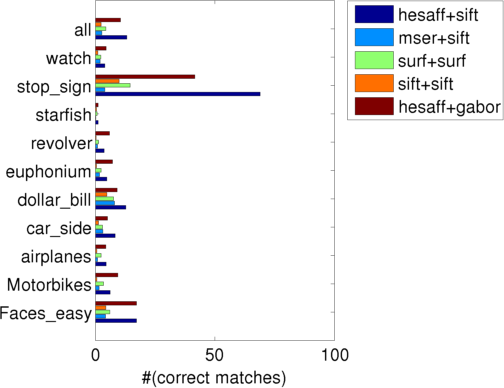 all
watch
stop_sign
starfish
revolver
euphonium
dollar_bill
car_side
airplanes
Motorbikes
Faces_easy
0 50 100
#(correct matches)
hesaff+sift
mser+sift
surf+surf
sift+sift
hesaff+gabor